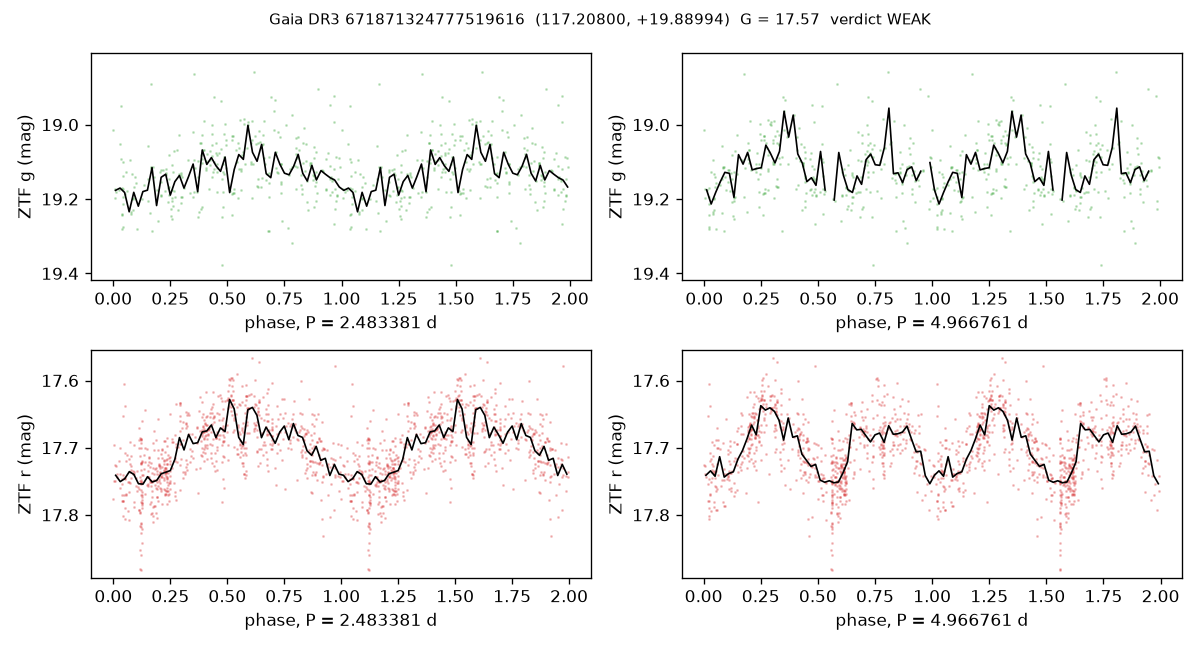 Gaia DR3 671871324777519616  (117.20800, +19.88994)  G = 17.57  verdict WEAK
ZTF g (mag)
19.0
19.2
19.4
0.00 0.25 0.50 0.75 1.00 1.25 1.50 1.75 2.00
phase, P = 2.483381 d
ZTF g (mag)
19.0
19.2
19.4
0.00 0.25 0.50 0.75 1.00 1.25 1.50 1.75 2.00
phase, P = 4.966761 d
ZTF r (mag)
17.6
17.7
17.8
0.00 0.25 0.50 0.75 1.00 1.25 1.50 1.75 2.00
phase, P = 2.483381 d
ZTF r (mag)
17.6
17.7
17.8
0.00 0.25 0.50 0.75 1.00 1.25 1.50 1.75 2.00
phase, P = 4.966761 d